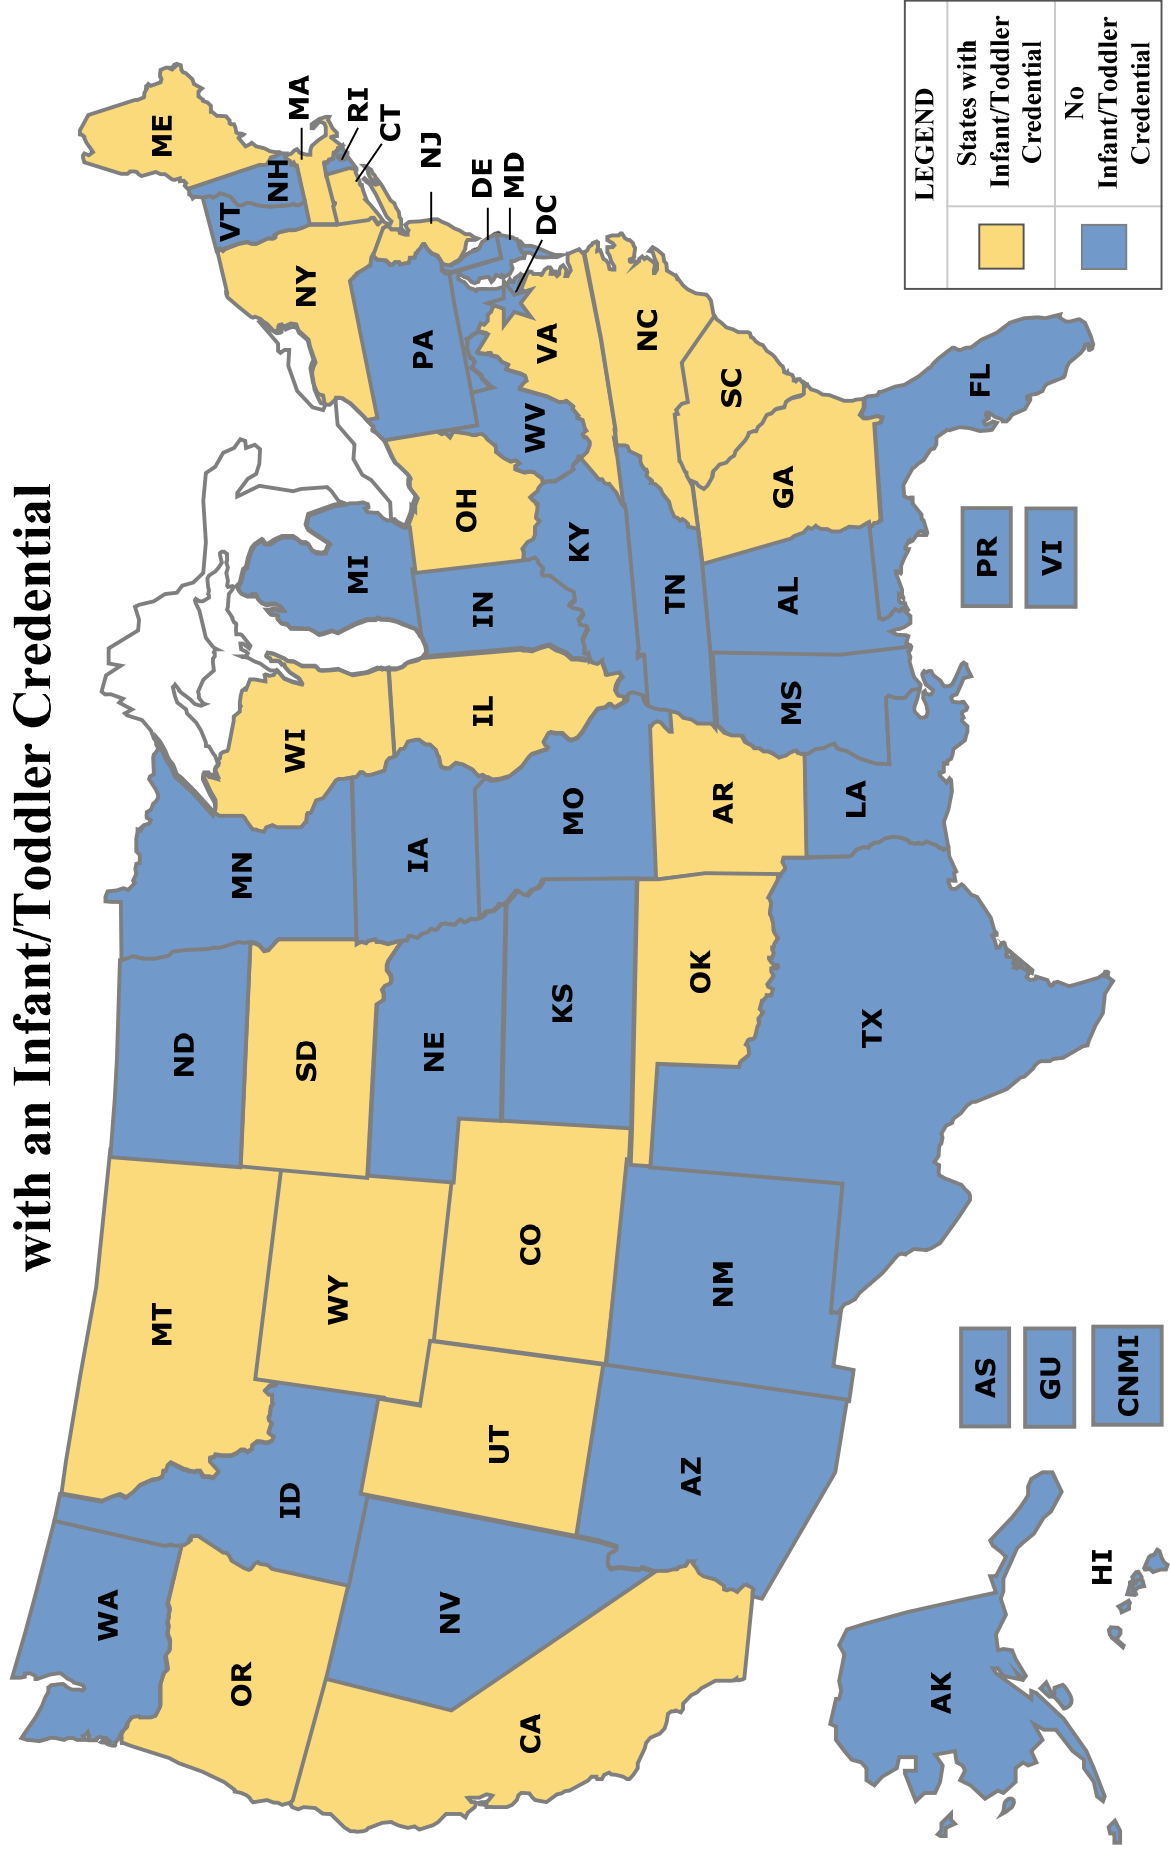 with an Infant/Toddler Credential
WA
MT
ND
MN
ME
VT
NH
MA
RI
CT
OR
ID
WY
SD
WI
MI
NY
NJ
DE
MD
DC
NV
UT
CO
NE
IA
IL
IN
OH
PA
WV
VA
CA
AZ
NM
KS
MO
KY
TN
NC
SC
OK
AR
MS
AL
GA
TX
LA
FL
AK
HI
AS
GU
CNMI
PR
VI
LEGEND
States with
Infant/Toddler
Credential
No
Infant/Toddler
Credential